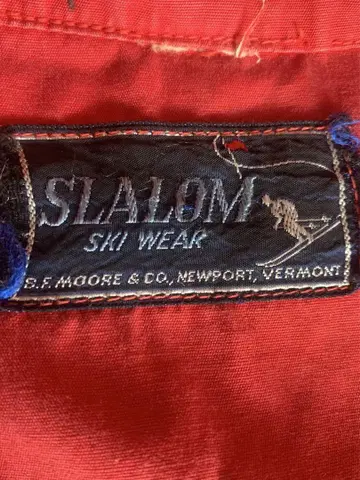 SLALOM
SKI WEAR
B.F. MOORE & CO., NEWPORT, VERMONT